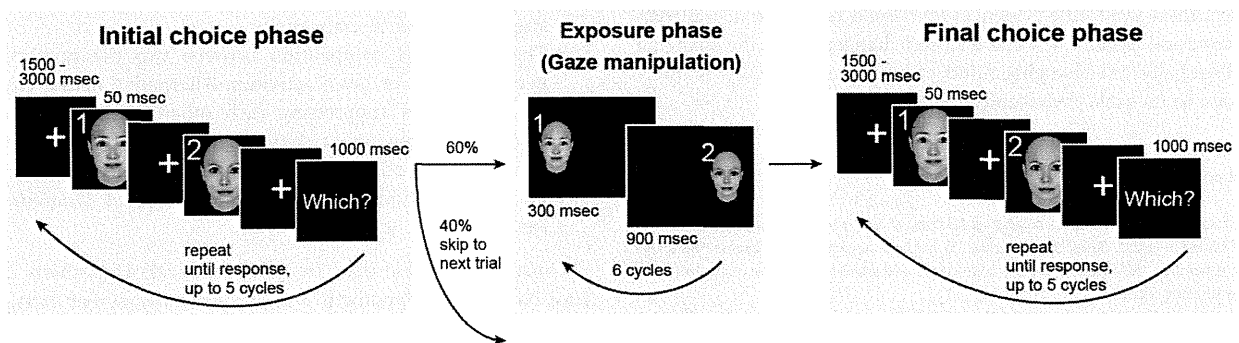 Initial choice phase
1500 -
3000 msec
50 msec
+
1
+
2
+
1000 msec
Which?
repeat
until response,
up to 5 cycles
60%
40%
skip to
next trial
Exposure phase
(Gaze manipulation)
1
2
300 msec
900 msec
6 cycles
Final choice phase
1500 -
3000 msec
50 msec
+
1
+
2
+
1000 msec
Which?
repeat
until response,
up to 5 cycles